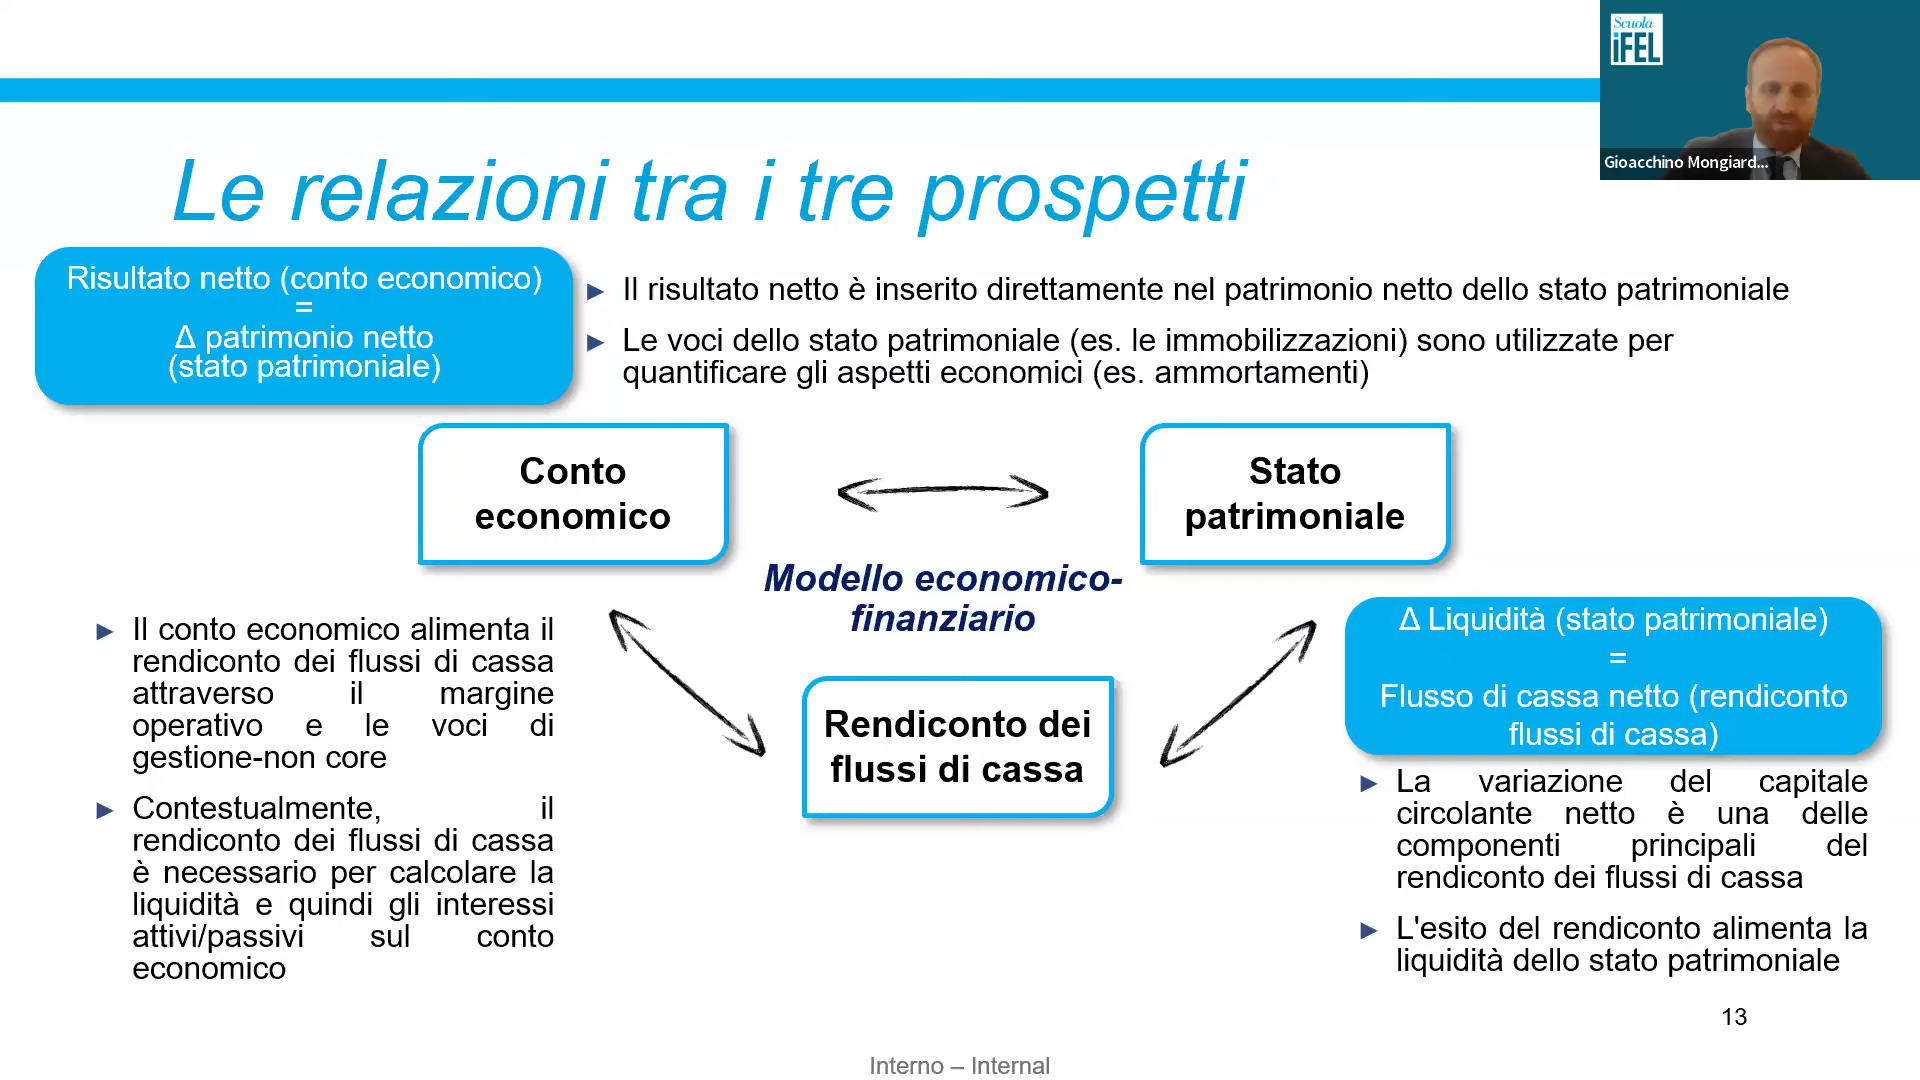 Scuola
iFEL
Gioacchino Mongiard...
Le relazioni tra i tre prospetti
Risultato netto (conto economico)
=
Δ patrimonio netto
(stato patrimoniale)
► Il risultato netto è inserito direttamente nel patrimonio netto dello stato patrimoniale
► Le voci dello stato patrimoniale (es. le immobilizzazioni) sono utilizzate per
quantificare gli aspetti economici (es. ammortamenti)
Conto
economico
Stato
patrimoniale
Modello economico-
finanziario
Rendiconto dei
flussi di cassa
► Il conto economico alimenta il
rendiconto dei flussi di cassa
attraverso il margine
operativo e le voci di
gestione-non core
► Contestualmente, il
rendiconto dei flussi di cassa
è necessario per calcolare la
liquidità e quindi gli interessi
attivi/passivi sul conto
economico
Δ Liquidità (stato patrimoniale)
=
Flusso di cassa netto (rendiconto
flussi di cassa)
► La variazione del capitale
circolante netto è una delle
componenti principali del
rendiconto dei flussi di cassa
► L'esito del rendiconto alimenta la
liquidità dello stato patrimoniale
13
Interno – Internal